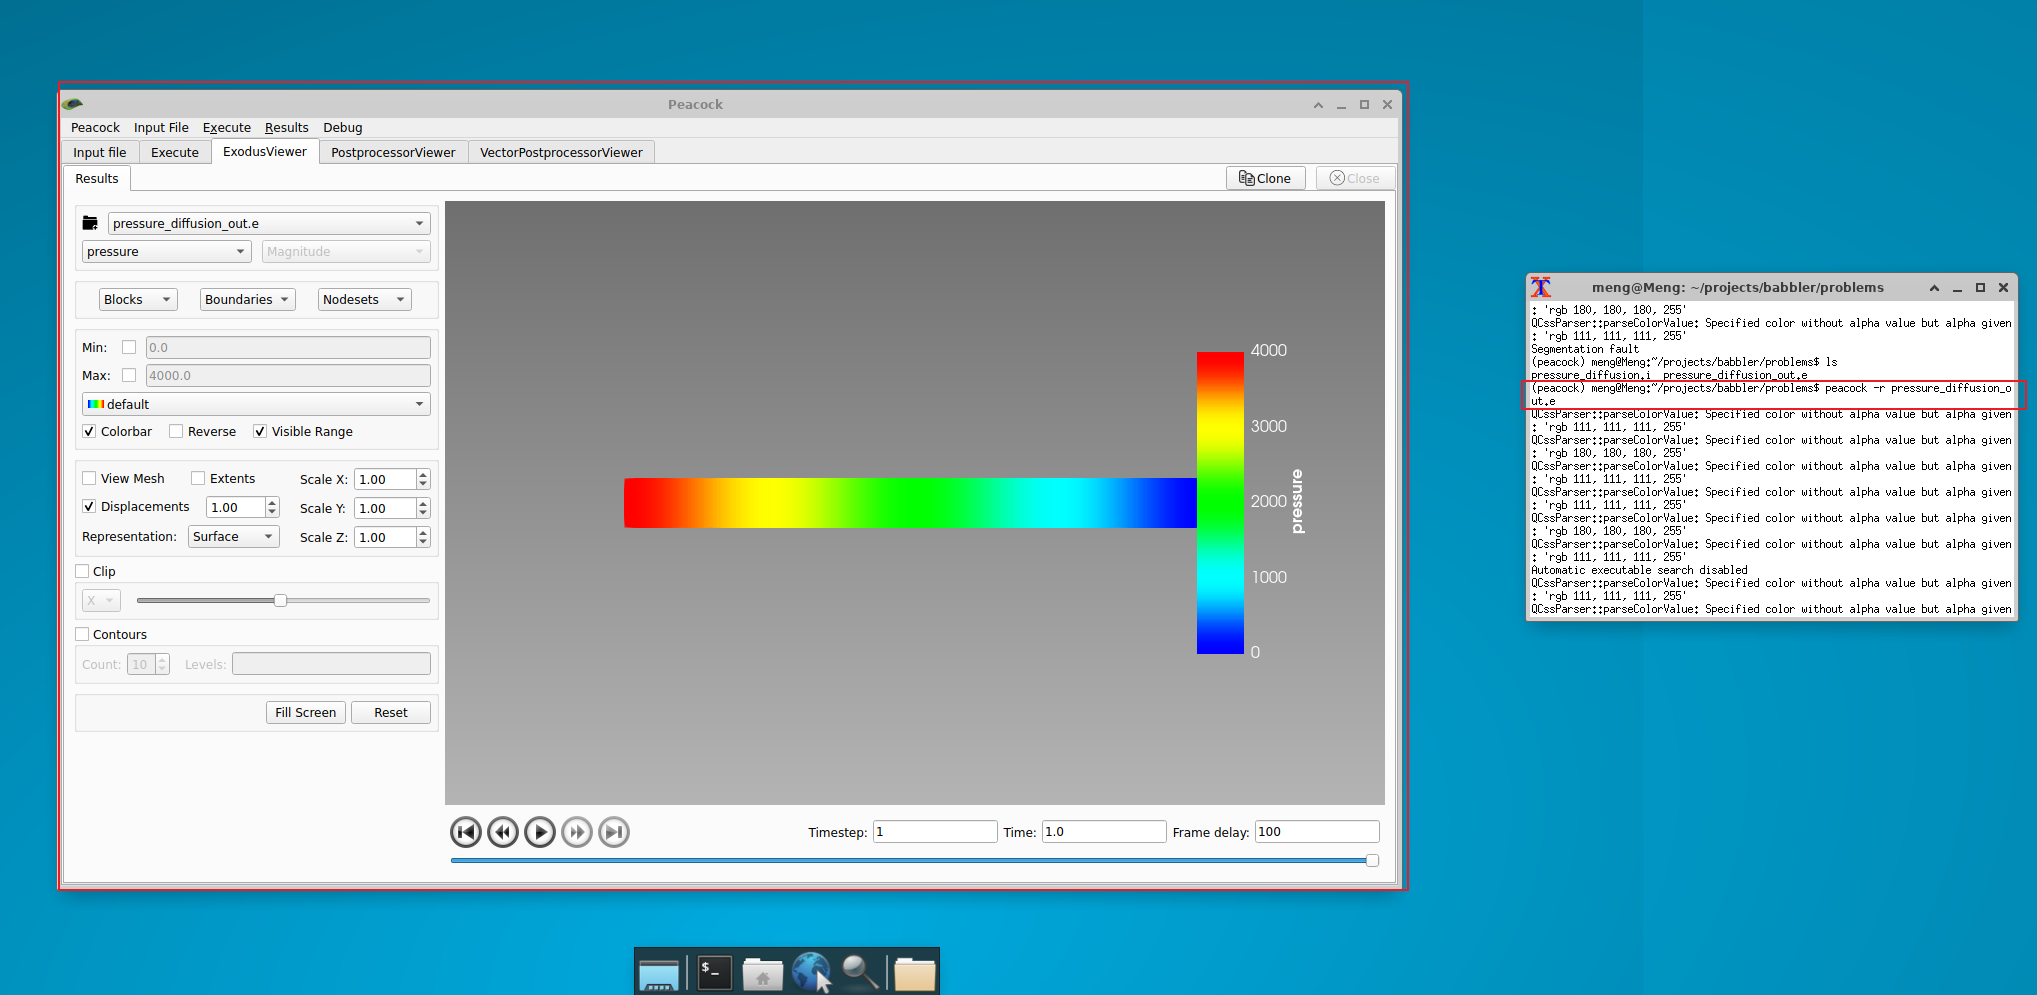 Peacock
Peacock Input File Execute Results Debug
Input file Execute ExodusViewer PostprocessorViewer VectorPostprocessorViewer
Results Clone Close
pressure_diffusion_out.e
pressure Magnitude
Blocks Boundaries Nodesets
Min: 0.0
Max: 4000.0
default
Colorbar Reverse Visible Range
View Mesh Extents Scale X: 1.00
Displacements 1.00 Scale Y: 1.00
Representation: Surface Scale Z: 1.00
Clip
X
Contours
Count: 10 Levels:
Fill Screen Reset
4000
3000
2000
1000
0
pressure
Timestep: 1 Time: 1.0 Frame delay: 100
meng@Meng: ~/projects/babbler/problems
: 'rgb 180, 180, 180, 255'
QCssParser::parseColorValue: Specified color without alpha value but alpha given
: 'rgb 111, 111, 111, 255'
Segmentation fault
(peacock) meng@Meng:~/projects/babbler/problems$ ls
pressure_diffusion.i pressure_diffusion_out.e
(peacock) meng@Meng:~/projects/babbler/problems$ peacock -r pressure_diffusion_o
ut.e
QCssParser::parseColorValue: Specified color without alpha value but alpha given
: 'rgb 111, 111, 111, 255'
QCssParser::parseColorValue: Specified color without alpha value but alpha given
: 'rgb 180, 180, 180, 255'
QCssParser::parseColorValue: Specified color without alpha value but alpha given
: 'rgb 111, 111, 111, 255'
QCssParser::parseColorValue: Specified color without alpha value but alpha given
: 'rgb 111, 111, 111, 255'
QCssParser::parseColorValue: Specified color without alpha value but alpha given
: 'rgb 180, 180, 180, 255'
QCssParser::parseColorValue: Specified color without alpha value but alpha given
: 'rgb 111, 111, 111, 255'
Automatic executable search disabled
QCssParser::parseColorValue: Specified color without alpha value but alpha given
: 'rgb 111, 111, 111, 255'
QCssParser::parseColorValue: Specified color without alpha value but alpha given
$_